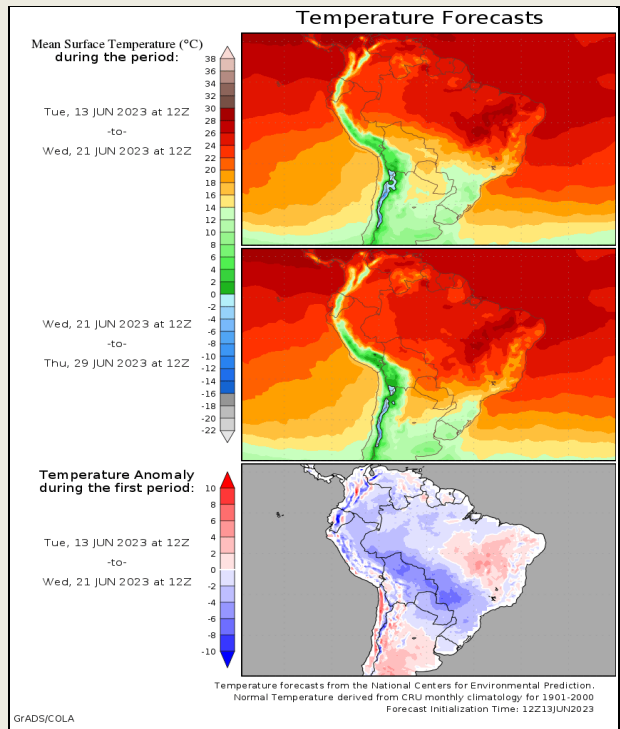 Temperature Forecasts
Mean Surface Temperature (°C)
during the period:
Tue, 13 JUN 2023 at 12Z
-to-
Wed, 21 JUN 2023 at 12Z
38
36
34
32
30
28
26
24
22
20
18
16
14
12
10
8
6
4
2
0
-2
-4
-6
-8
-10
-12
-14
-16
-18
-20
-22
Wed, 21 JUN 2023 at 12Z
-to-
Thu, 29 JUN 2023 at 12Z
Temperature Anomaly
during the first period:
Tue, 13 JUN 2023 at 12Z
-to-
Wed, 21 JUN 2023 at 12Z
10
8
6
4
2
0
-2
-4
-6
-8
-10
Temperature forecasts from the National Centers for Environmental Prediction.
Normal Temperature derived from CRU monthly climatology for 1901-2000
Forecast Initialization Time: 12Z13JUN2023
GrADS/COLA